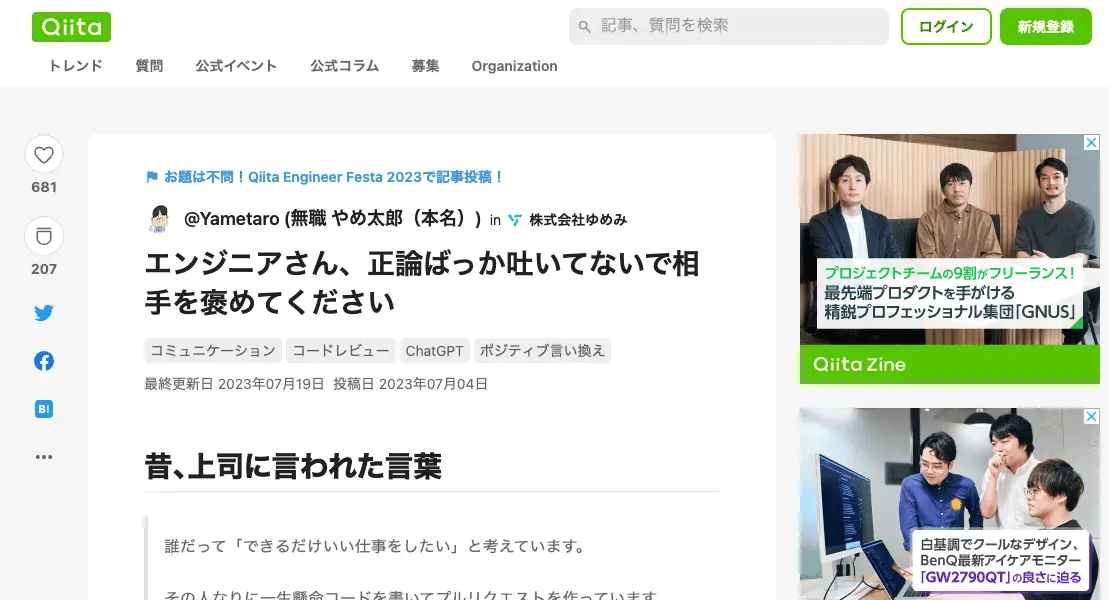 Qiita
記事、質問を検索
ログイン
新規登録
トレンド
質問
公式イベント
公式コラム
募集
Organization
681
207
B!
お題は不問！Qiita Engineer Festa 2023で記事投稿！
@Yametaro (無職 やめ太郎（本名）) in 株式会社ゆめみ
エンジニアさん、正論ばっか吐いてないで相
手を褒めてください
コミュニケーション
コードレビュー
ChatGPT
ポジティブ言い換え
最終更新日 2023年07月19日 投稿日 2023年07月04日
昔、上司に言われた言葉
誰だって「できるだけいい仕事をしたい」と考えています。
その人なりに一生懸命コードを書いてプルリクエストを作っています。
プロジェクトチームの9割がフリーランス！
最先端プロダクトを手がける
精鋭プロフェッショナル集団「GNUS」
Qiita Zine
白基調でクールなデザイン、
BenQ最新アイケアモニター
「GW2790QT」の良さに迫る